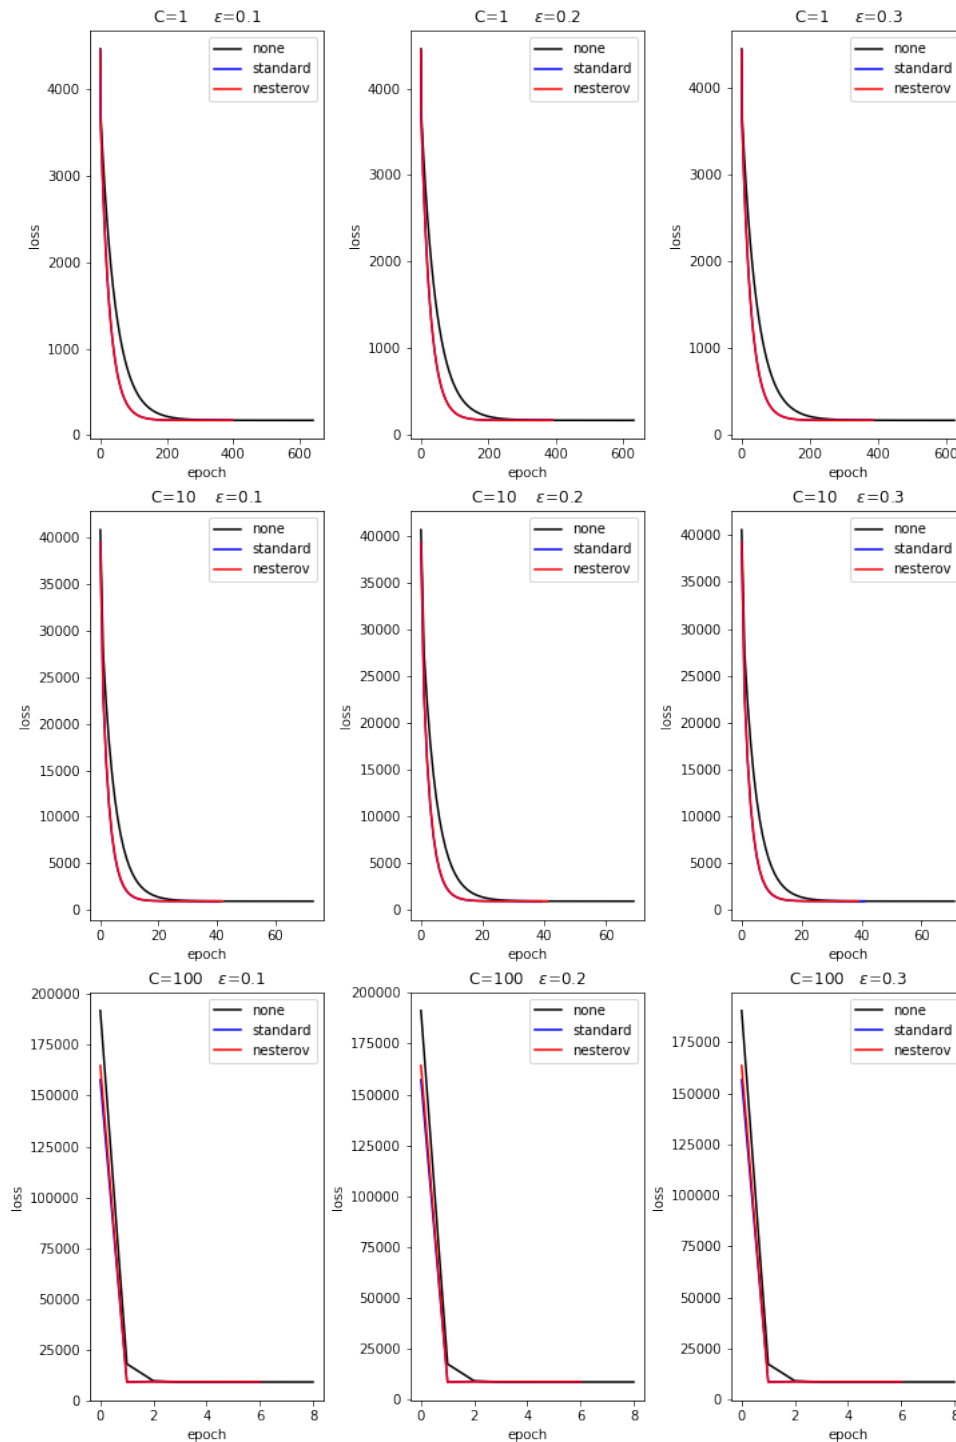 C=1 ε=0.1
none
standard
nesterov
4000
3000
2000
1000
0
loss
0 200 400 600
epoch
C=1 ε=0.2
none
standard
nesterov
4000
3000
2000
1000
0
loss
0 200 400 600
epoch
C=1 ε=0.3
none
standard
nesterov
4000
3000
2000
1000
0
loss
0 200 400 600
epoch
C=10 ε=0.1
none
standard
nesterov
40000
35000
30000
25000
20000
15000
10000
5000
0
loss
0 20 40 60
epoch
C=10 ε=0.2
none
standard
nesterov
40000
35000
30000
25000
20000
15000
10000
5000
0
loss
0 20 40 60
epoch
C=10 ε=0.3
none
standard
nesterov
40000
35000
30000
25000
20000
15000
10000
5000
0
loss
0 20 40 60
epoch
C=100 ε=0.1
none
standard
nesterov
200000
175000
150000
125000
100000
75000
50000
25000
0
loss
0 2 4 6 8
epoch
C=100 ε=0.2
none
standard
nesterov
200000
175000
150000
125000
100000
75000
50000
25000
0
loss
0 2 4 6 8
epoch
C=100 ε=0.3
none
standard
nesterov
175000
150000
125000
100000
75000
50000
25000
0
loss
0 2 4 6 8
epoch